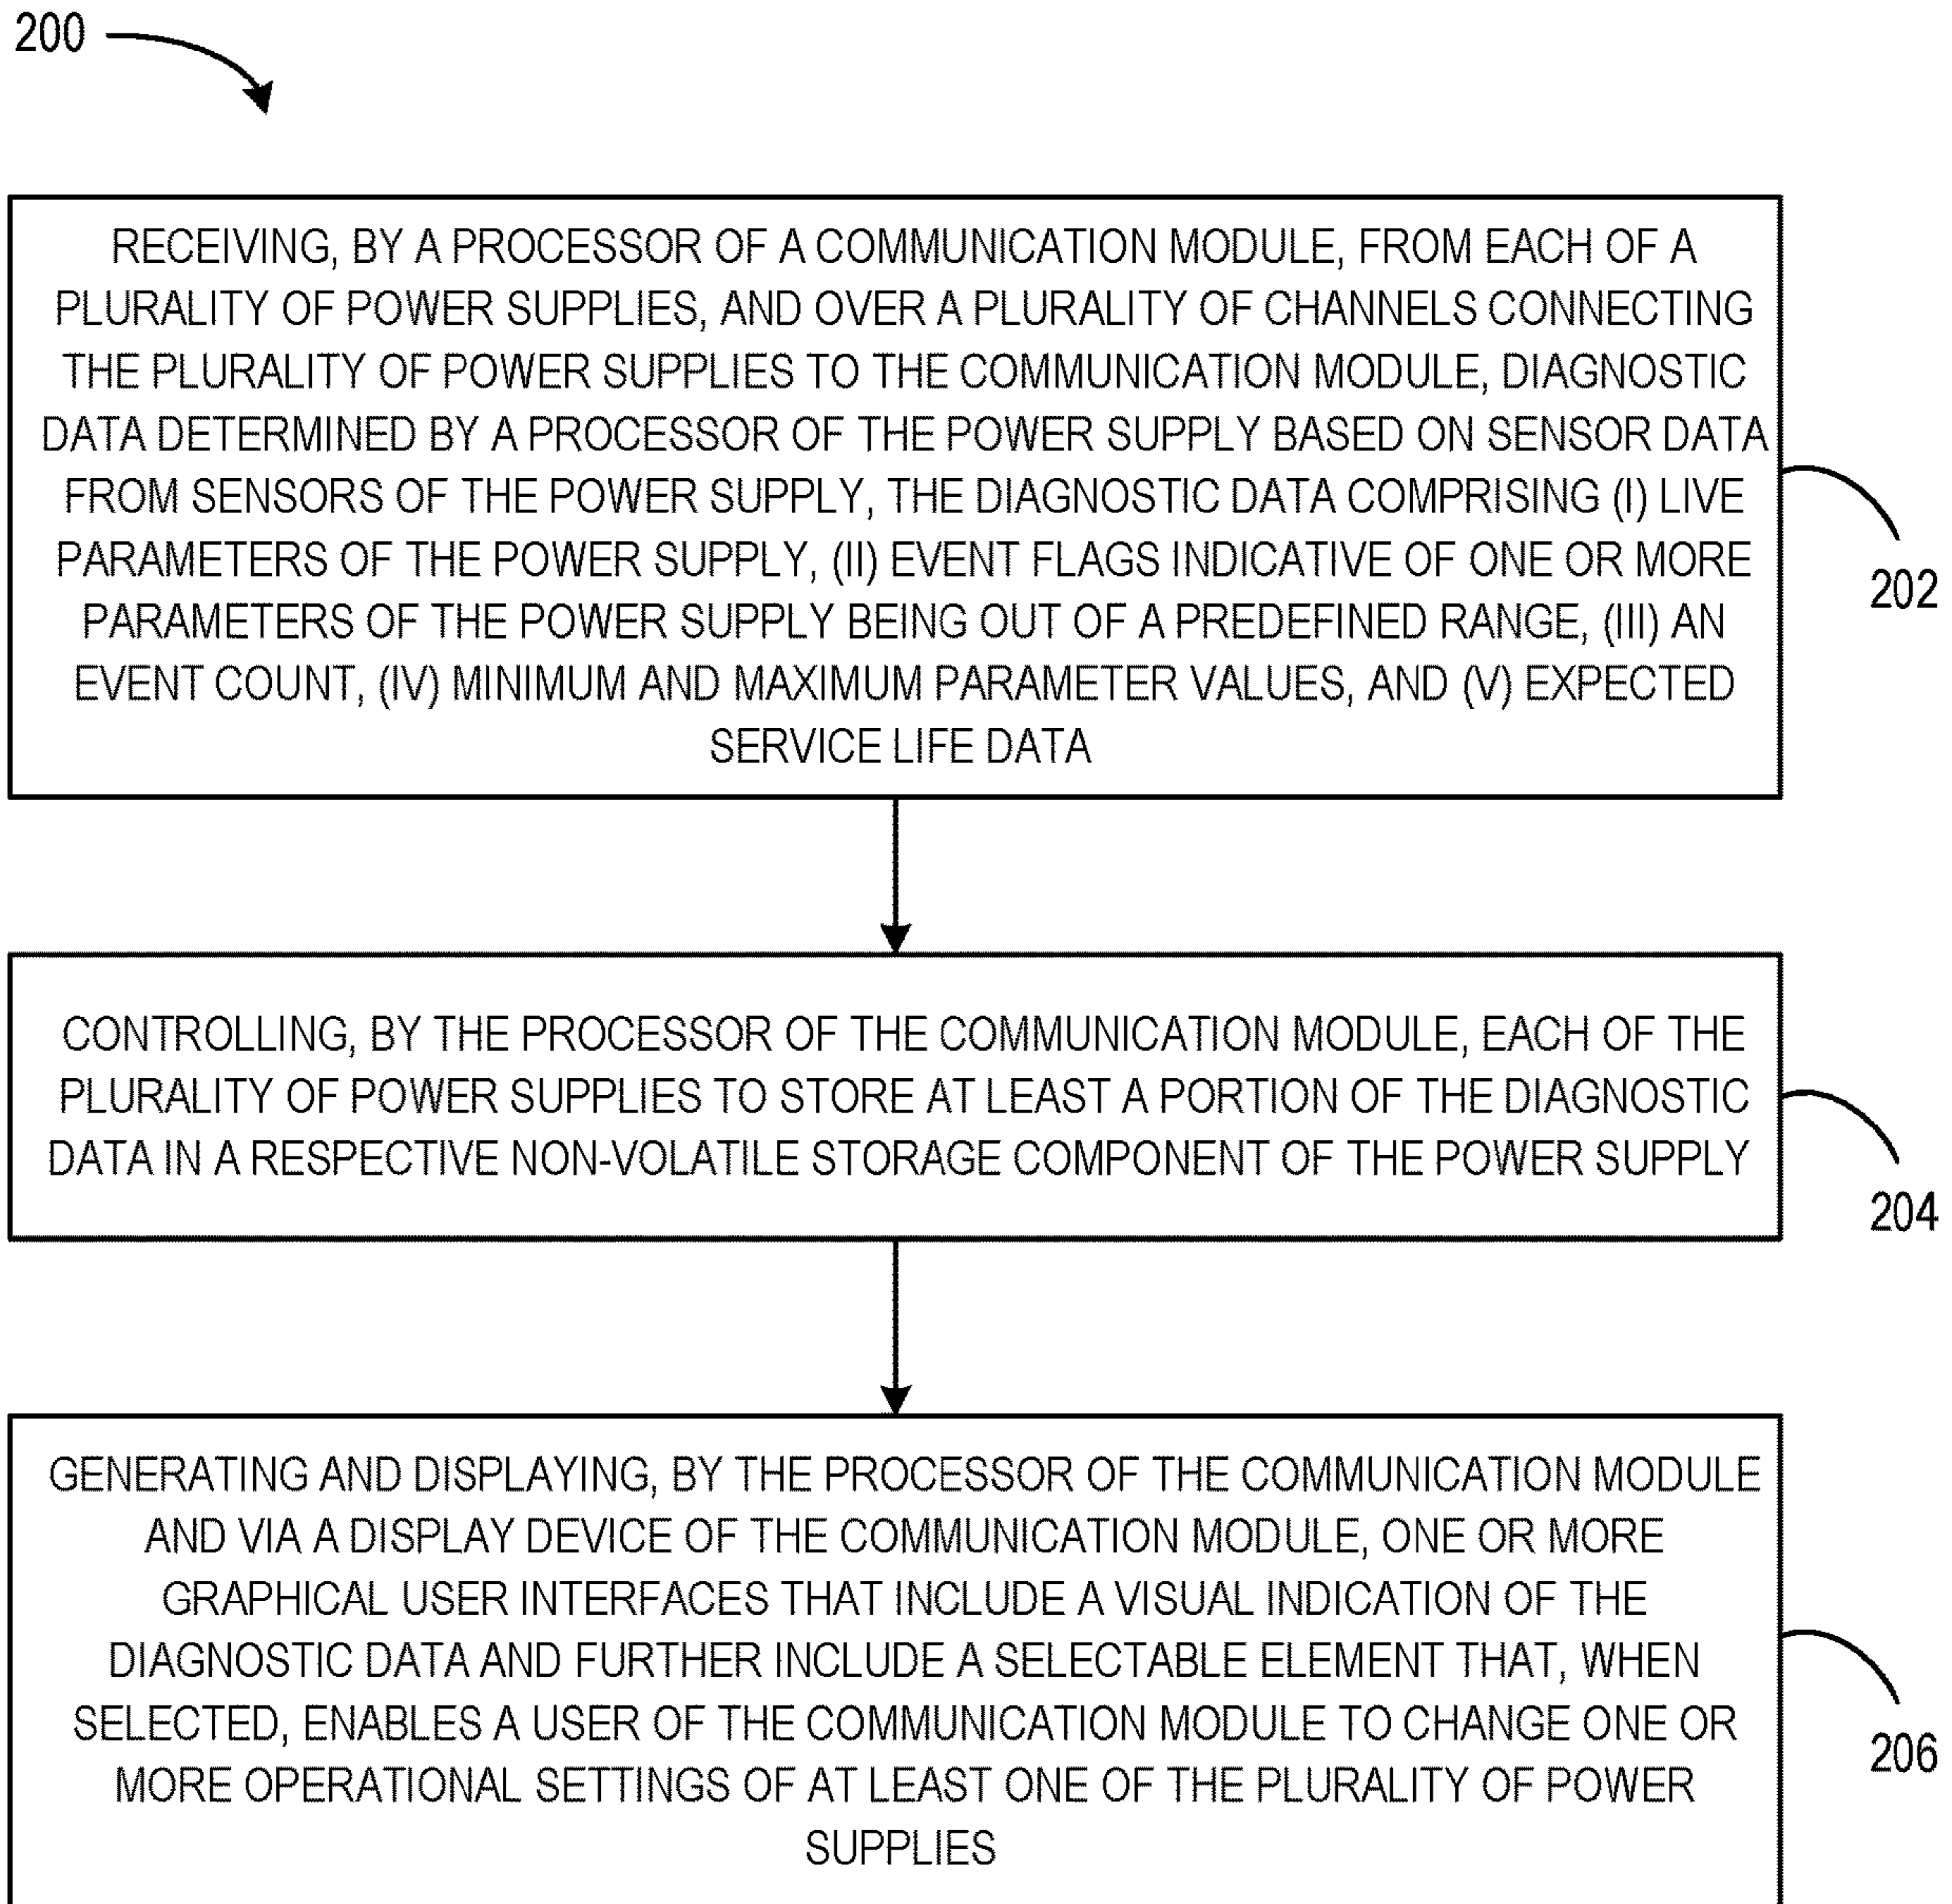 200
RECEIVING, BY A PROCESSOR OF A COMMUNICATION MODULE, FROM EACH OF A
PLURALITY OF POWER SUPPLIES, AND OVER A PLURALITY OF CHANNELS CONNECTING
THE PLURALITY OF POWER SUPPLIES TO THE COMMUNICATION MODULE, DIAGNOSTIC
DATA DETERMINED BY A PROCESSOR OF THE POWER SUPPLY BASED ON SENSOR DATA
FROM SENSORS OF THE POWER SUPPLY, THE DIAGNOSTIC DATA COMPRISING (I) LIVE
PARAMETERS OF THE POWER SUPPLY, (II) EVENT FLAGS INDICATIVE OF ONE OR MORE
PARAMETERS OF THE POWER SUPPLY BEING OUT OF A PREDEFINED RANGE, (III) AN
EVENT COUNT, (IV) MINIMUM AND MAXIMUM PARAMETER VALUES, AND (V) EXPECTED
SERVICE LIFE DATA
202
CONTROLLING, BY THE PROCESSOR OF THE COMMUNICATION MODULE, EACH OF THE
PLURALITY OF POWER SUPPLIES TO STORE AT LEAST A PORTION OF THE DIAGNOSTIC
DATA IN A RESPECTIVE NON-VOLATILE STORAGE COMPONENT OF THE POWER SUPPLY
204
GENERATING AND DISPLAYING, BY THE PROCESSOR OF THE COMMUNICATION MODULE
AND VIA A DISPLAY DEVICE OF THE COMMUNICATION MODULE, ONE OR MORE
GRAPHICAL USER INTERFACES THAT INCLUDE A VISUAL INDICATION OF THE
DIAGNOSTIC DATA AND FURTHER INCLUDE A SELECTABLE ELEMENT THAT, WHEN
SELECTED, ENABLES A USER OF THE COMMUNICATION MODULE TO CHANGE ONE OR
MORE OPERATIONAL SETTINGS OF AT LEAST ONE OF THE PLURALITY OF POWER
SUPPLIES
206